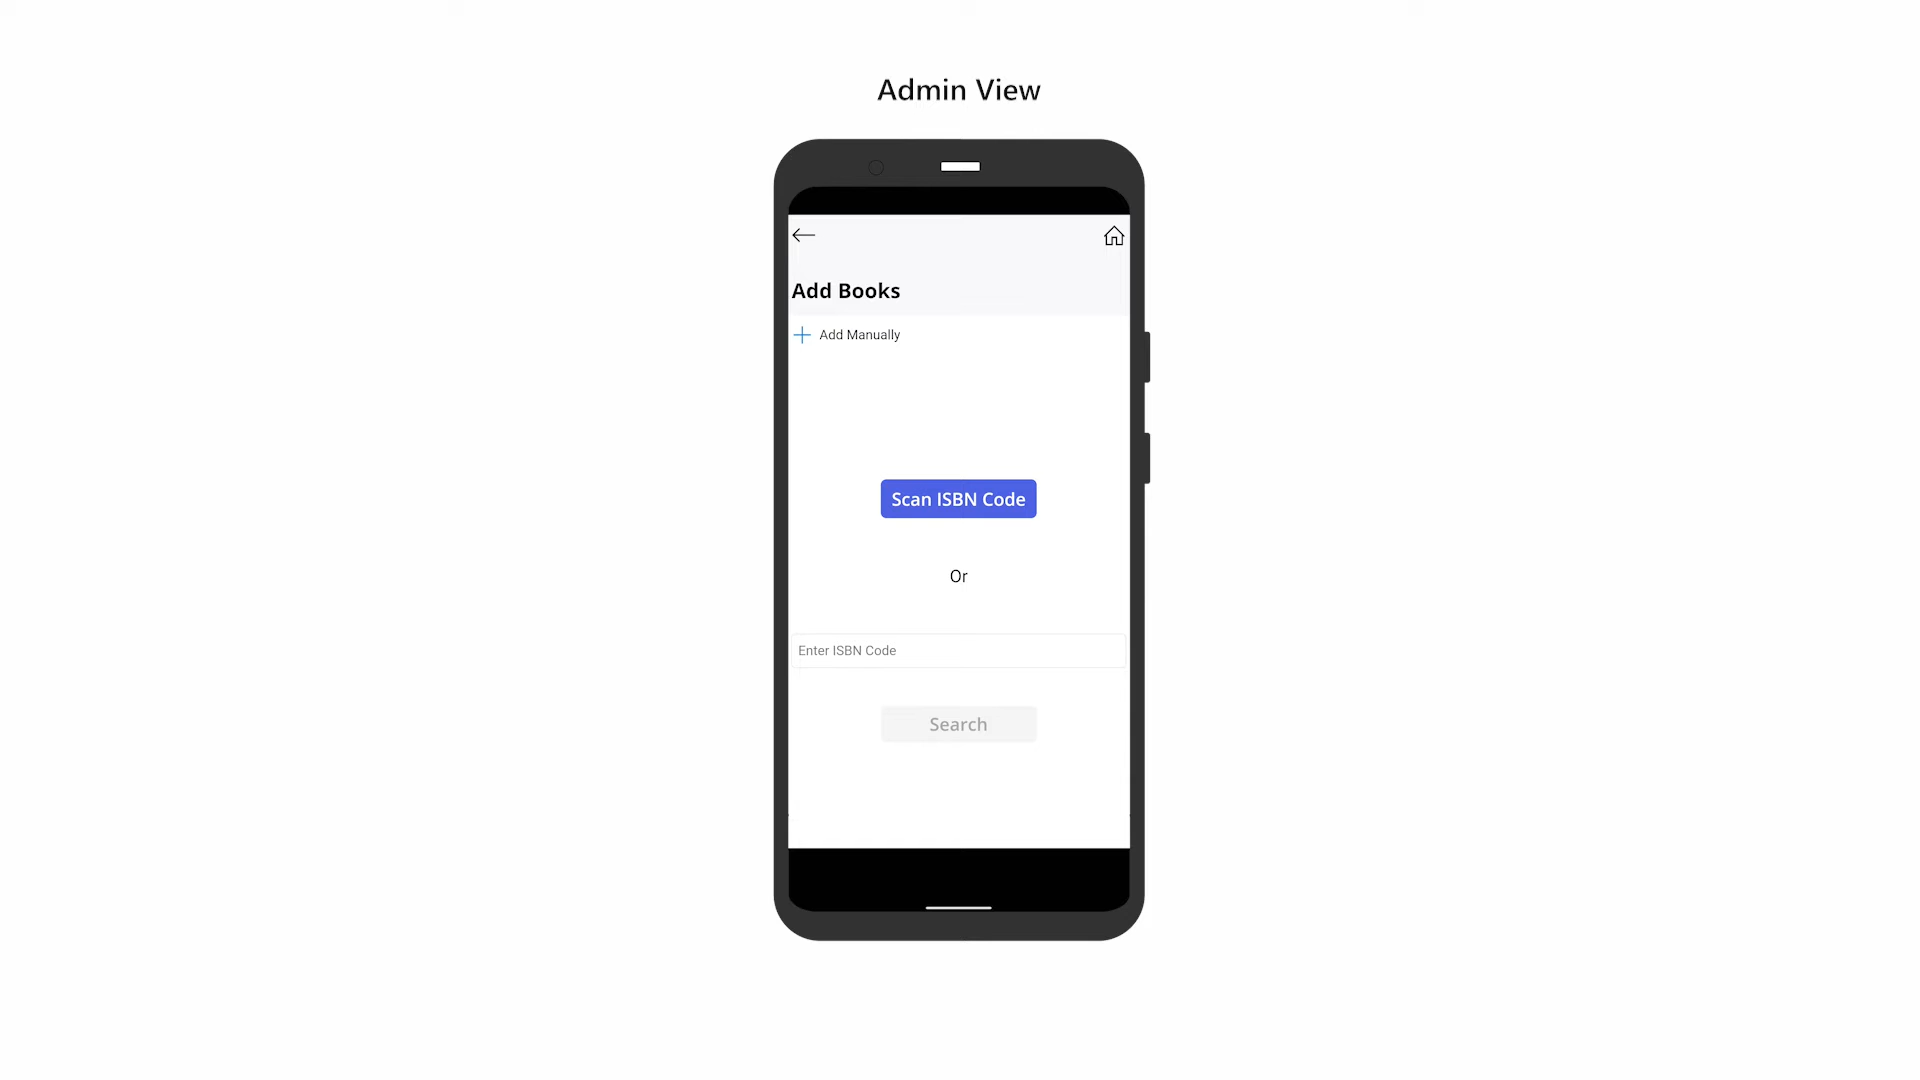 Admin View
Add Books
Add Manually
Scan ISBN Code
Or
Enter ISBN Code
Search